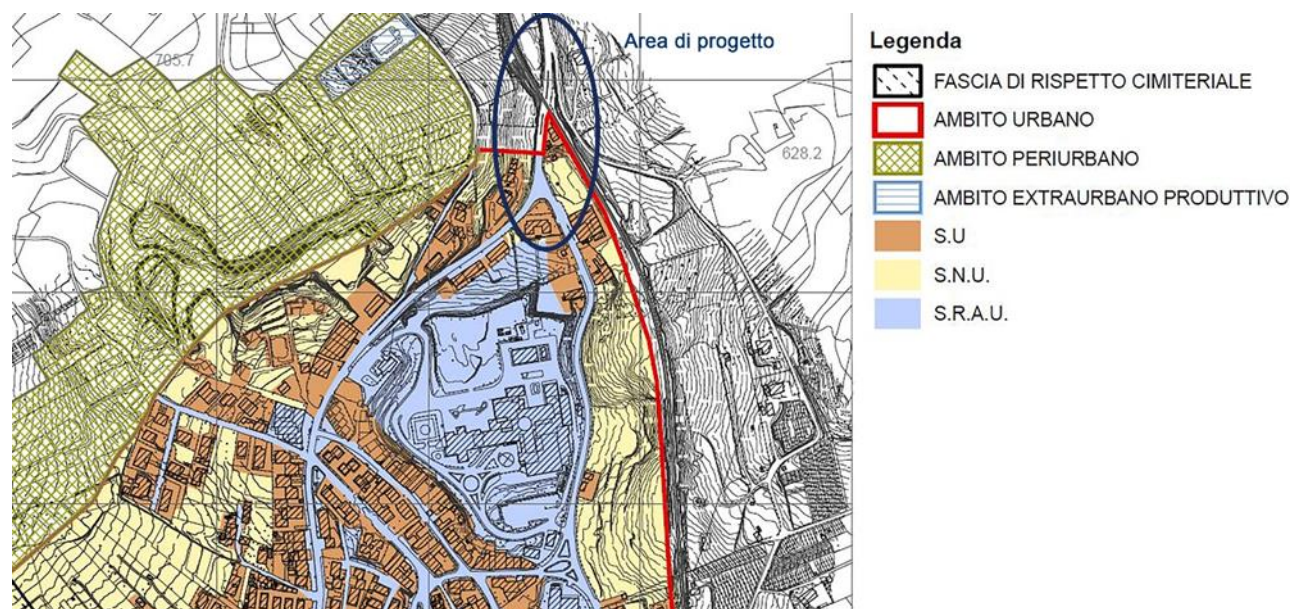 705.7
Area di progetto
628.2
Legenda
FASCIA DI RISPETTO CIMITERIALE
AMBITO URBANO
AMBITO PERIURBANO
AMBITO EXTRAURBANO PRODUTTIVO
S.U
S.N.U.
S.R.A.U.